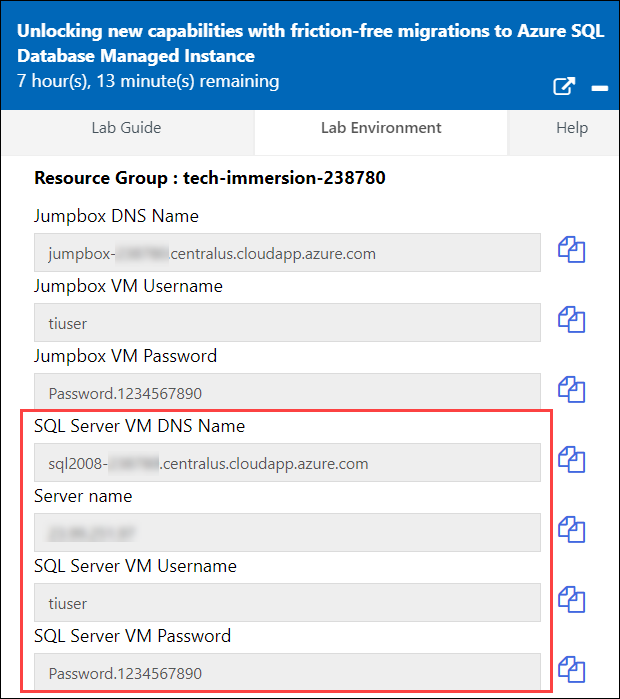 Unlocking new capabilities with friction-free migrations to Azure SQL
Database Managed Instance
7 hour(s), 13 minute(s) remaining
Lab Guide
Lab Environment
Help
Resource Group : tech-immersion-238780
Jumpbox DNS Name
jumpbox- .centralus.cloudapp.azure.com
Jumpbox VM Username
tiuser
Jumpbox VM Password
Password.1234567890
SQL Server VM DNS Name
sql2008- .centralus.cloudapp.azure.com
Server name
SQL Server VM Username
tiuser
SQL Server VM Password
Password.1234567890